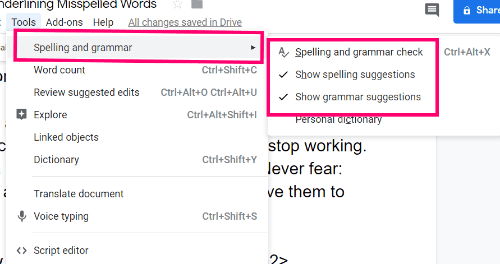 nderlining Misspelled Words
Tools Add-ons Help All changes saved in Drive
Share
Spelling and grammar
Word count Ctrl+Shift+C
Review suggested edits Ctrl+Alt+O Ctrl+Alt+U
Explore Ctrl+Alt+Shift+I
Linked objects
Dictionary Ctrl+Shift+Y
Translate document
Voice typing Ctrl+Shift+S
Script editor
Spelling and grammar check Ctrl+Alt+X
Show spelling suggestions
Show grammar suggestions
Personal dictionary
stop working.
Never fear:
ve them to
2>